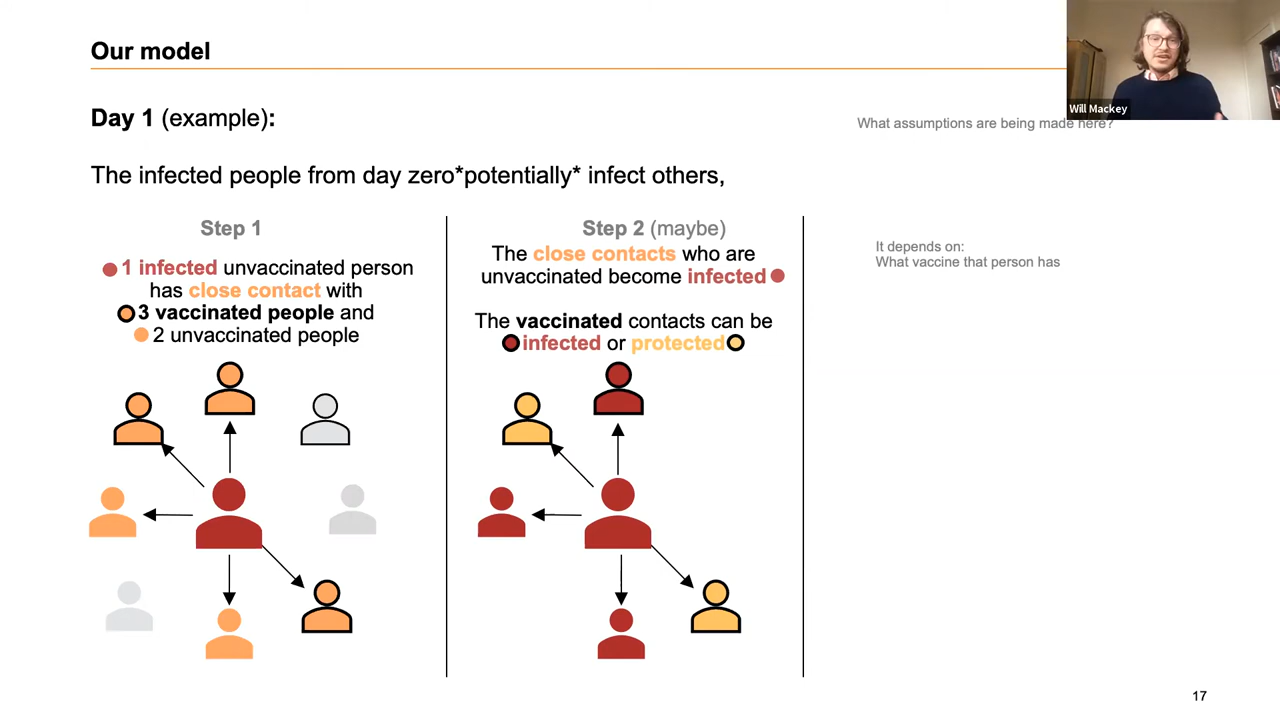 Our model
Will Mackey
Day 1 (example):
What assumptions are being made here?
The infected people from day zero*potentially* infect others,
Step 1
1 infected unvaccinated person
has close contact with
3 vaccinated people and
2 unvaccinated people
Step 2 (maybe)
The close contacts who are
unvaccinated become infected
The vaccinated contacts can be
infected or protected
It depends on:
What vaccine that person has
17